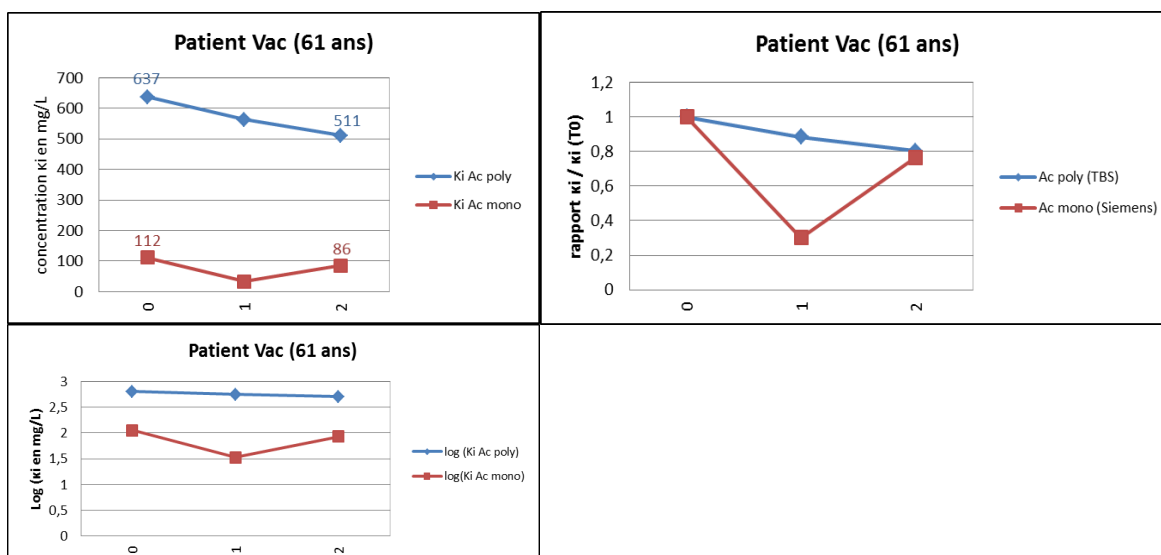 Patient Vac (61 ans)
concentration κi en mg/L
700
600
500
400
300
200
100
0
637
511
112
86
0
1
2
Ki Ac poly
Ki Ac mono
Patient Vac (61 ans)
rapport κi / κi (T0)
1,2
1
0,8
0,6
0,4
0,2
0
0
1
2
Ac poly (TBS)
Ac mono (Siemens)
Patient Vac (61 ans)
Log (κi en mg/L)
3
2,5
2
1,5
1
0,5
0
0
1
2
log (Ki Ac poly)
log(Ki Ac mono)